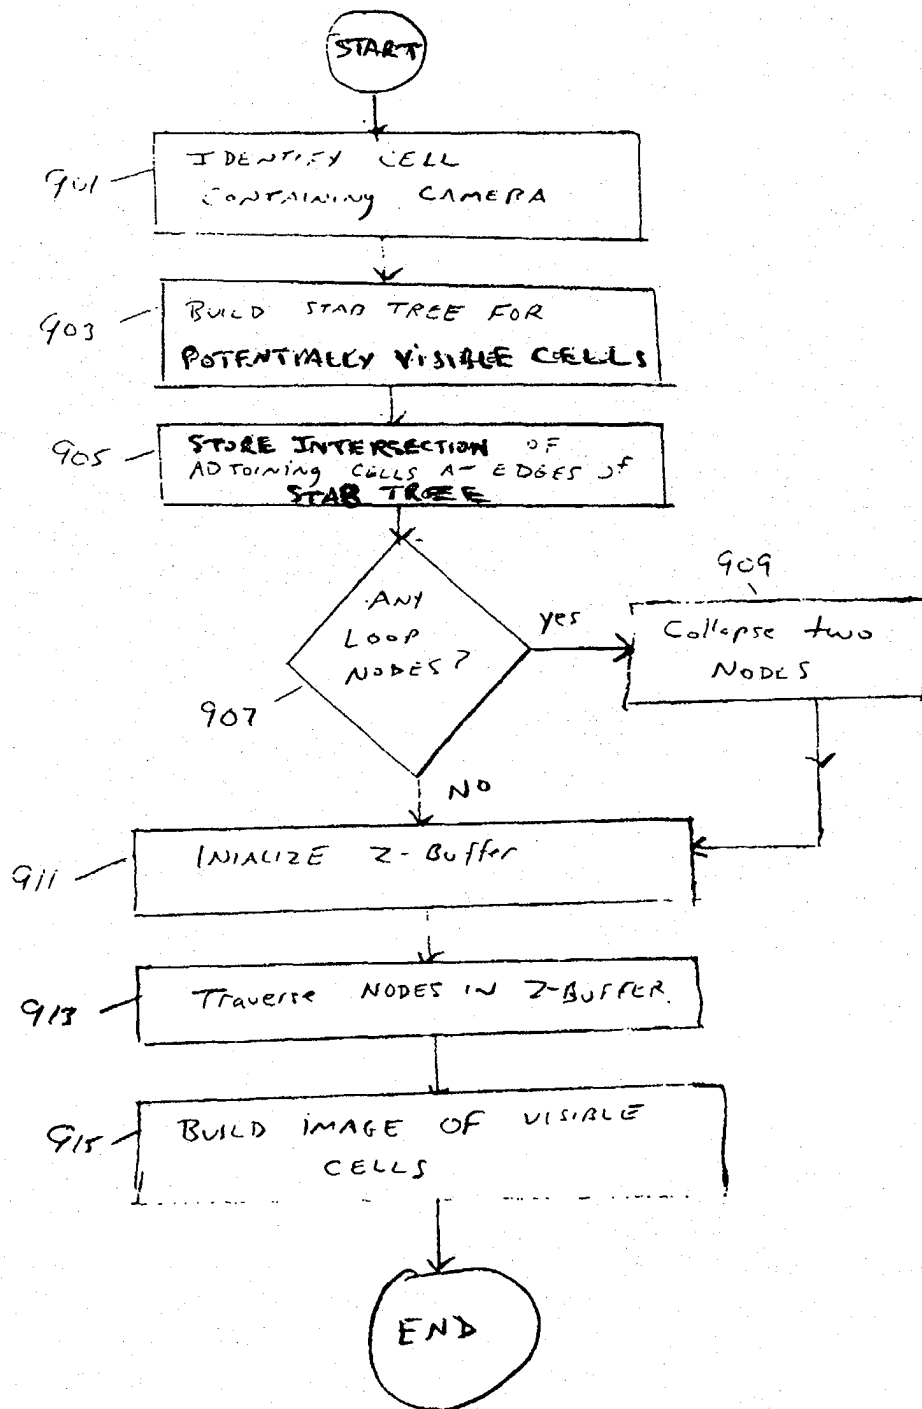 START
901
IDENTIFY CELL
CONTAINING CAMERA
903
BUILD STAB TREE FOR
POTENTIALLY VISIBLE CELLS
905
STORE INTERSECTION OF
ADJOINING CELLS AT EDGES OF
STAB TREE
907
ANY
LOOP
NODES?
yes
909
Collapse two
NODES
NO
911
INIALIZE Z-Buffer
913
Traverse NODES IN Z-BUFFER.
915
BUILD IMAGE OF VISIBLE
CELLS
END